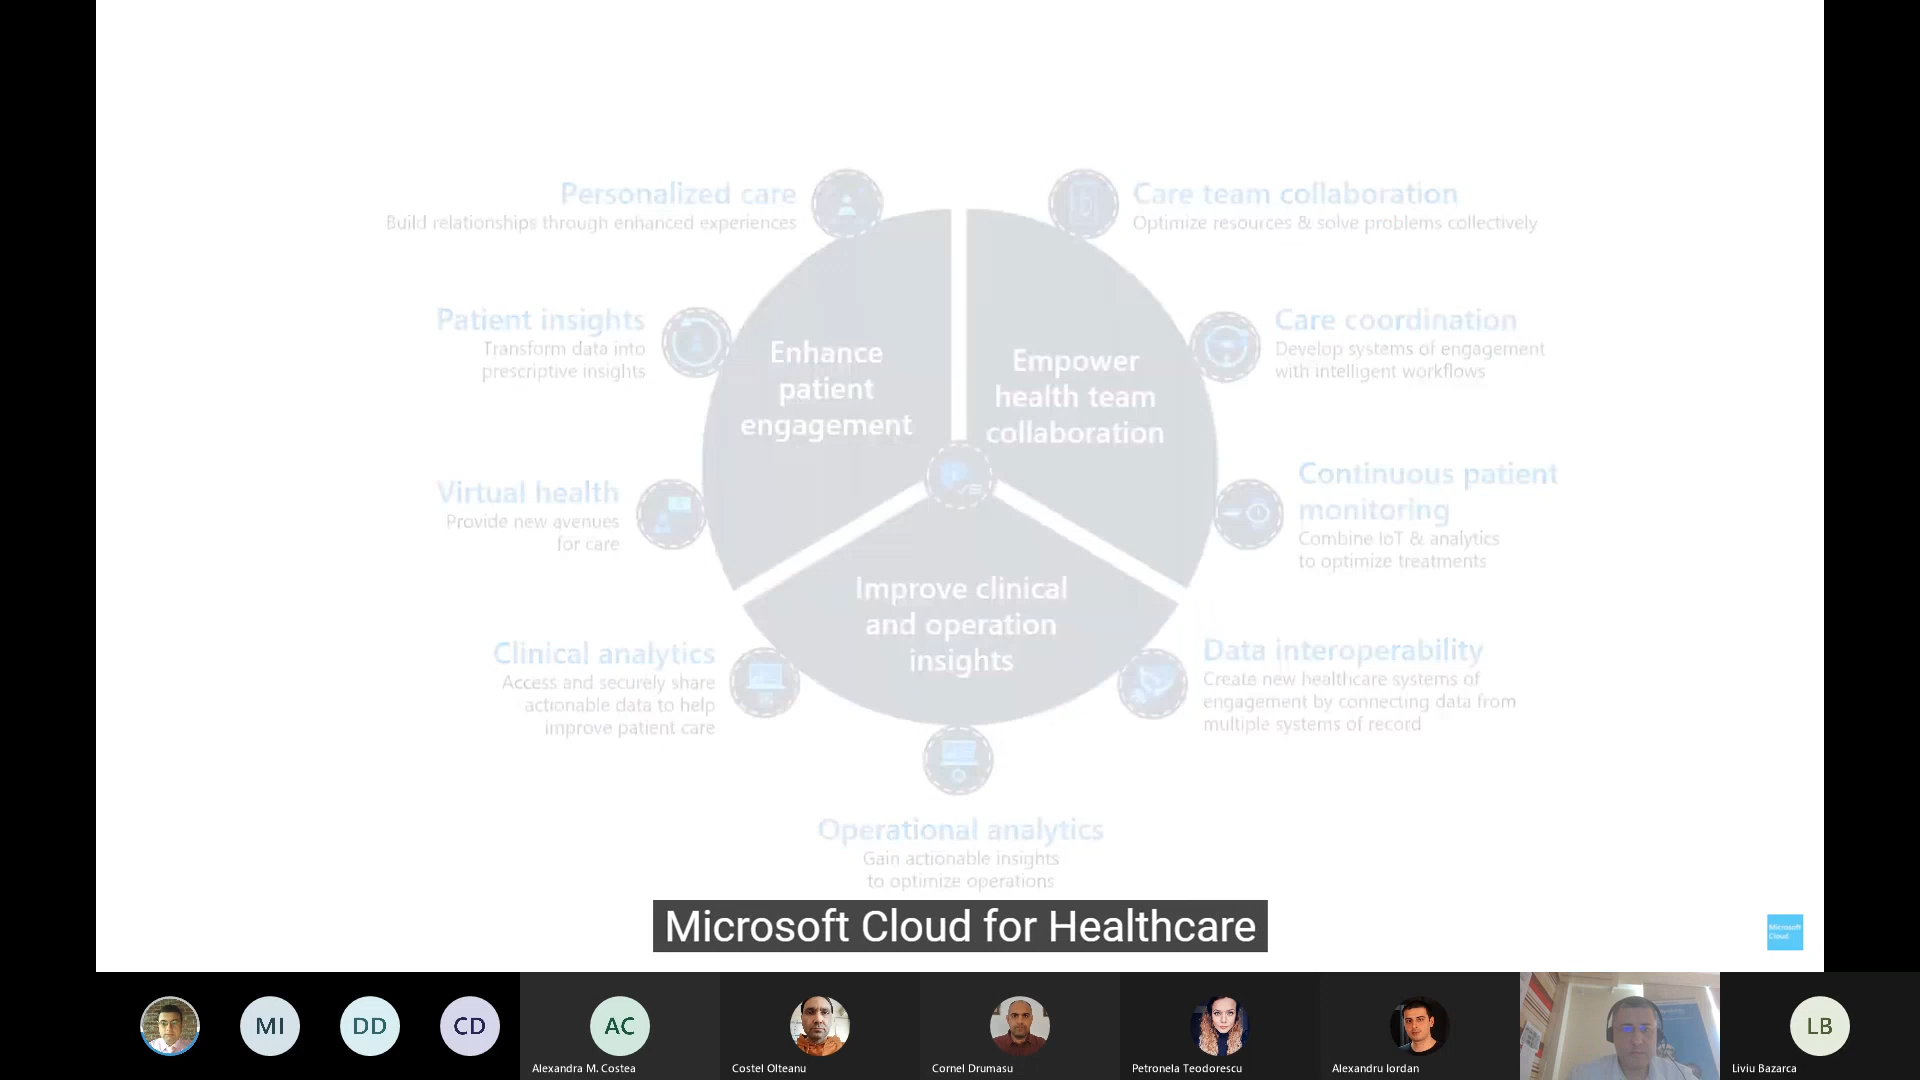 Personalized care
Build relationships through enhanced experiences
Care team collaboration
Optimize resources & solve problems collectively
Patient insights
Transform data into
prescriptive insights
Care coordination
Develop systems of engagement
with intelligent workflows
Enhance
patient
engagement
Empower
health team
collaboration
Virtual health
Provide new avenues
for care
Continuous patient
monitoring
Combine IoT & analytics
to optimize treatments
Improve clinical
and operation
insights
Clinical analytics
Access and securely share
actionable data to help
improve patient care
Data interoperability
Create new healthcare systems of
engagement by connecting data from
multiple systems of record
Operational analytics
Gain actionable insights
to optimize operations
Microsoft Cloud for Healthcare
Microsoft
Cloud
MI
DD
CD
AC
LB
Alexandra M. Costea
Costel Olteanu
Cornel Drumasu
Petronela Teodorescu
Alexandru Iordan
Liviu Bazarca